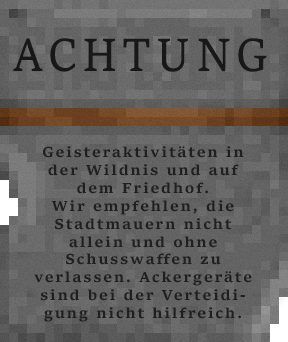 ACHTUNG
Geisteraktivitäten in
der Wildnis und auf
dem Friedhof.
Wir empfehlen, die
Stadtmauern nicht
allein und ohne
Schusswaffen zu
verlassen. Ackergeräte
sind bei der Verteidi-
gung nicht hilfreich.